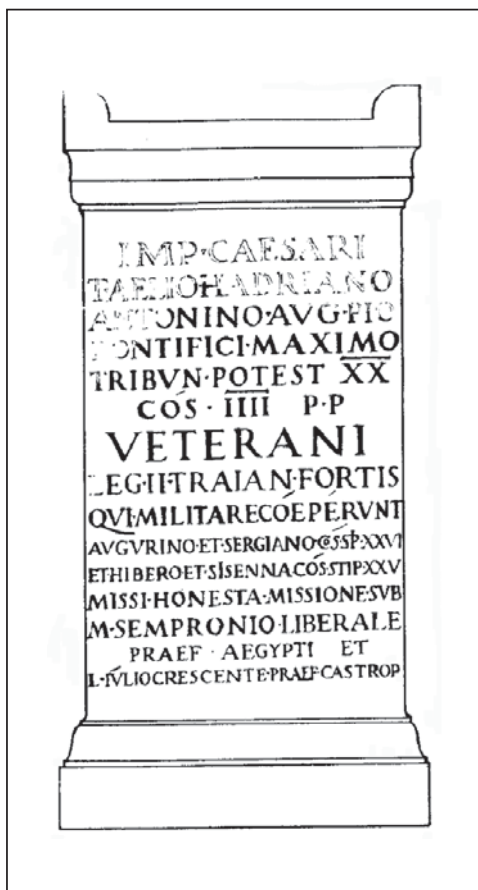 IMP·CAESARI
T·AELIO·HADRIANO
ANTONINO·AVG·PIO
PONTIFICI·MAXIMO
TRIBVN·POTEST XX
COS · IIII P·P
VETERANI
LEG·II·TRAIAN·FORTIS
QVI·MILITARE COEPERVNT
AVGVRINO·ET·SERGIANO·COS·STIP·XXVI
ET HIBERO ET·SISENNA COS·STIP·XXV
MISSI·HONESTA·MISSIONE·SVB
M·SEMPRONIO·LIBERALE
PRAEF · AEGYPTI ET
L·IVLIO CRESCENTE·PRAEF·CASTROP